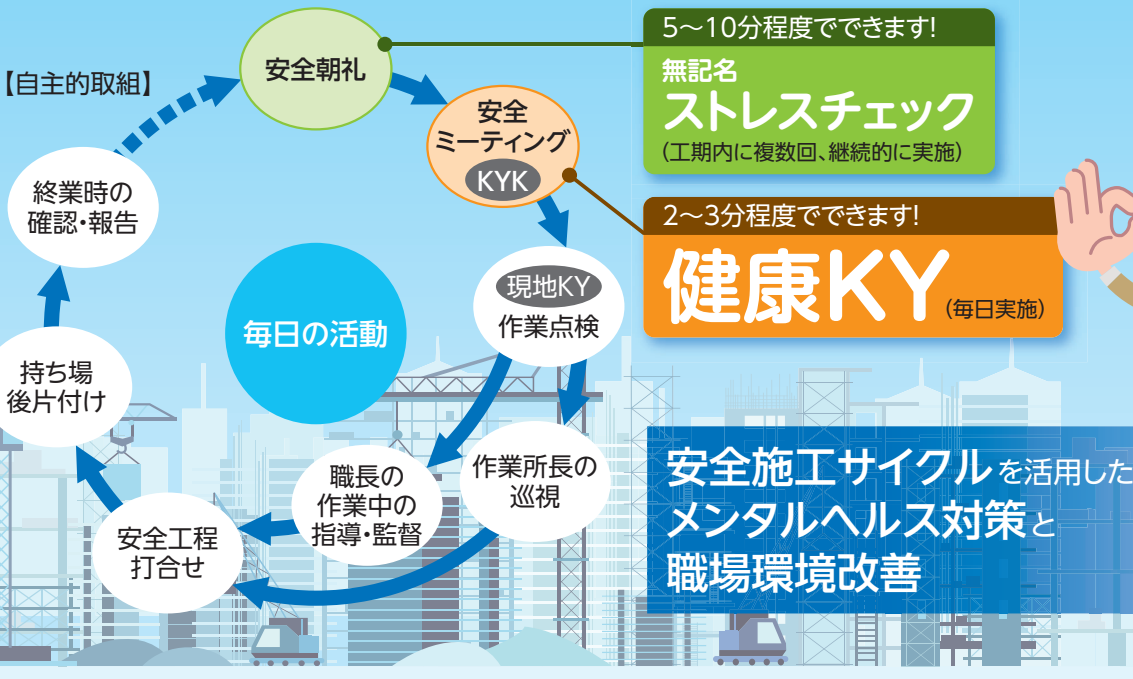 【自主的取組】
安全朝礼
安全
ミーティング
KYK
現地KY
作業点検
作業所長の
巡視
職長の
作業中の
指導・監督
安全工程
打合せ
持ち場
後片付け
終業時の
確認・報告
毎日の活動
5～10分程度でできます!
無記名
ストレスチェック
(工期内に複数回、継続的に実施)
2～3分程度でできます!
健康KY(毎日実施)
安全施工サイクルを活用した
メンタルヘルス対策と
職場環境改善